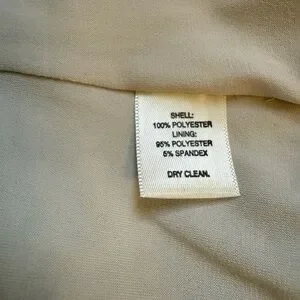 SHELL:
100% POLYESTER
LINING:
95% POLYESTER
5% SPANDEX
DRY CLEAN.